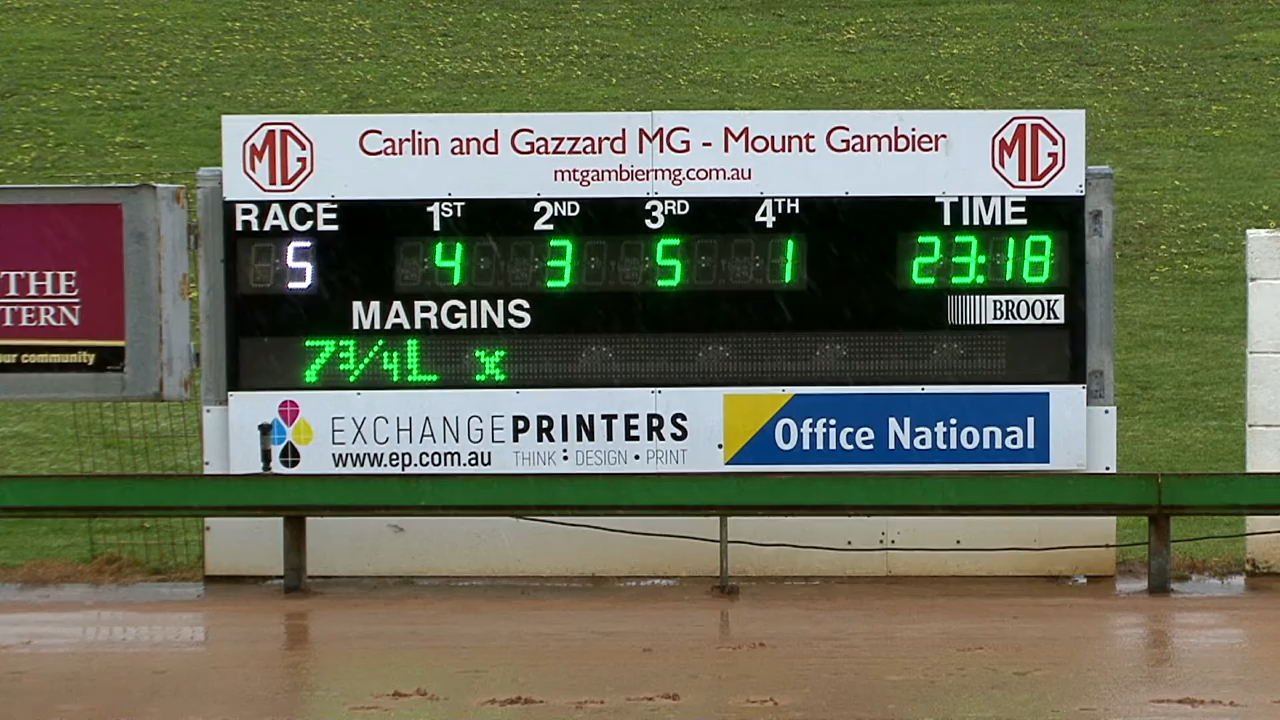 MG Carlin and Gazzard MG - Mount Gambier MG
mtgambiermg.com.au
RACE 1ST 2ND 3RD 4TH TIME
5 4 3 5 1 23:18
MARGINS BROOK
7¾L x
THE
TERN
our community
EXCHANGEPRINTERS
www.ep.com.au THINK : DESIGN • PRINT
Office National